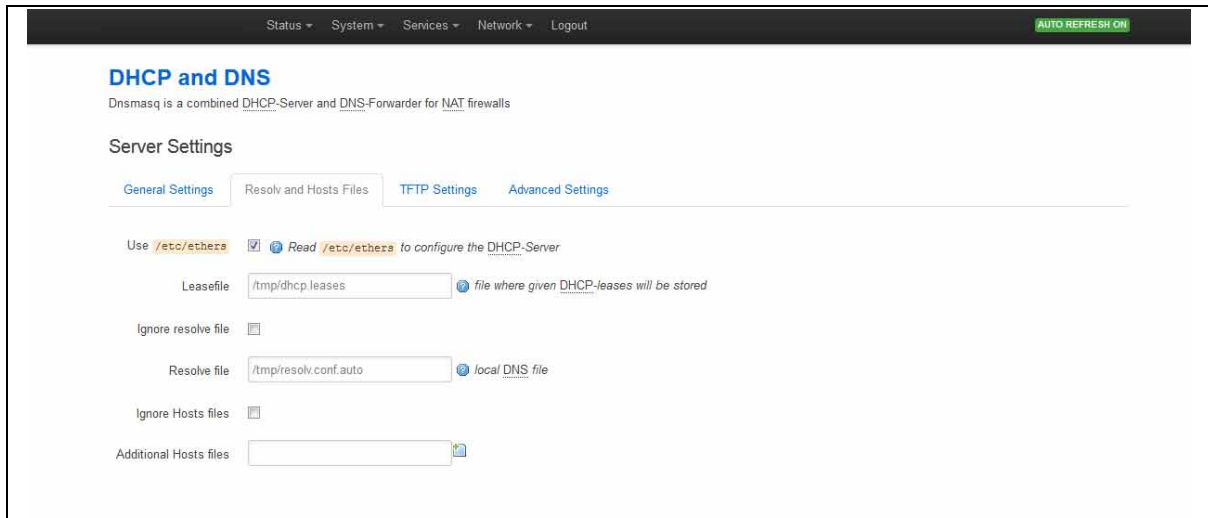 Status System Services Network Logout AUTO REFRESH ON
DHCP and DNS
Dnsmasq is a combined DHCP-Server and DNS-Forwarder for NAT firewalls
Server Settings
General Settings Resolv and Hosts Files TFTP Settings Advanced Settings
Use /etc/ethers Read /etc/ethers to configure the DHCP-Server
Leasefile /tmp/dhcp.leases file where given DHCP-leases will be stored
Ignore resolve file
Resolve file /tmp/resolv.conf.auto local DNS file
Ignore Hosts files
Additional Hosts files